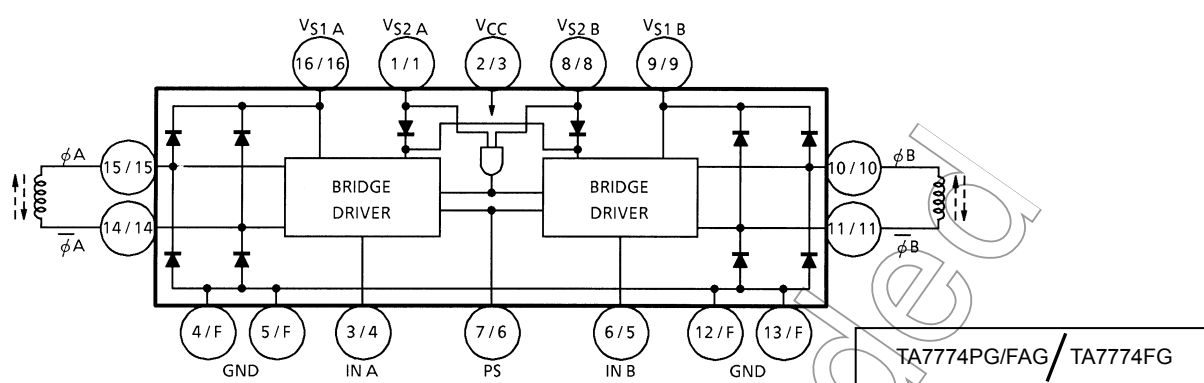 VS1 A VS2 A VCC VS2 B VS1 B
16 / 16 1 / 1 2 / 3 8 / 8 9 / 9
φA 15 / 15 10 / 10 φB
BRIDGE DRIVER
BRIDGE DRIVER
14 / 14 11 / 11
φ̅A φ̅B
4 / F 5 / F 3 / 4 7 / 6 6 / 5 12 / F 13 / F
GND IN A PS IN B GND
TA7774PG/FAG / TA7774FG
ded